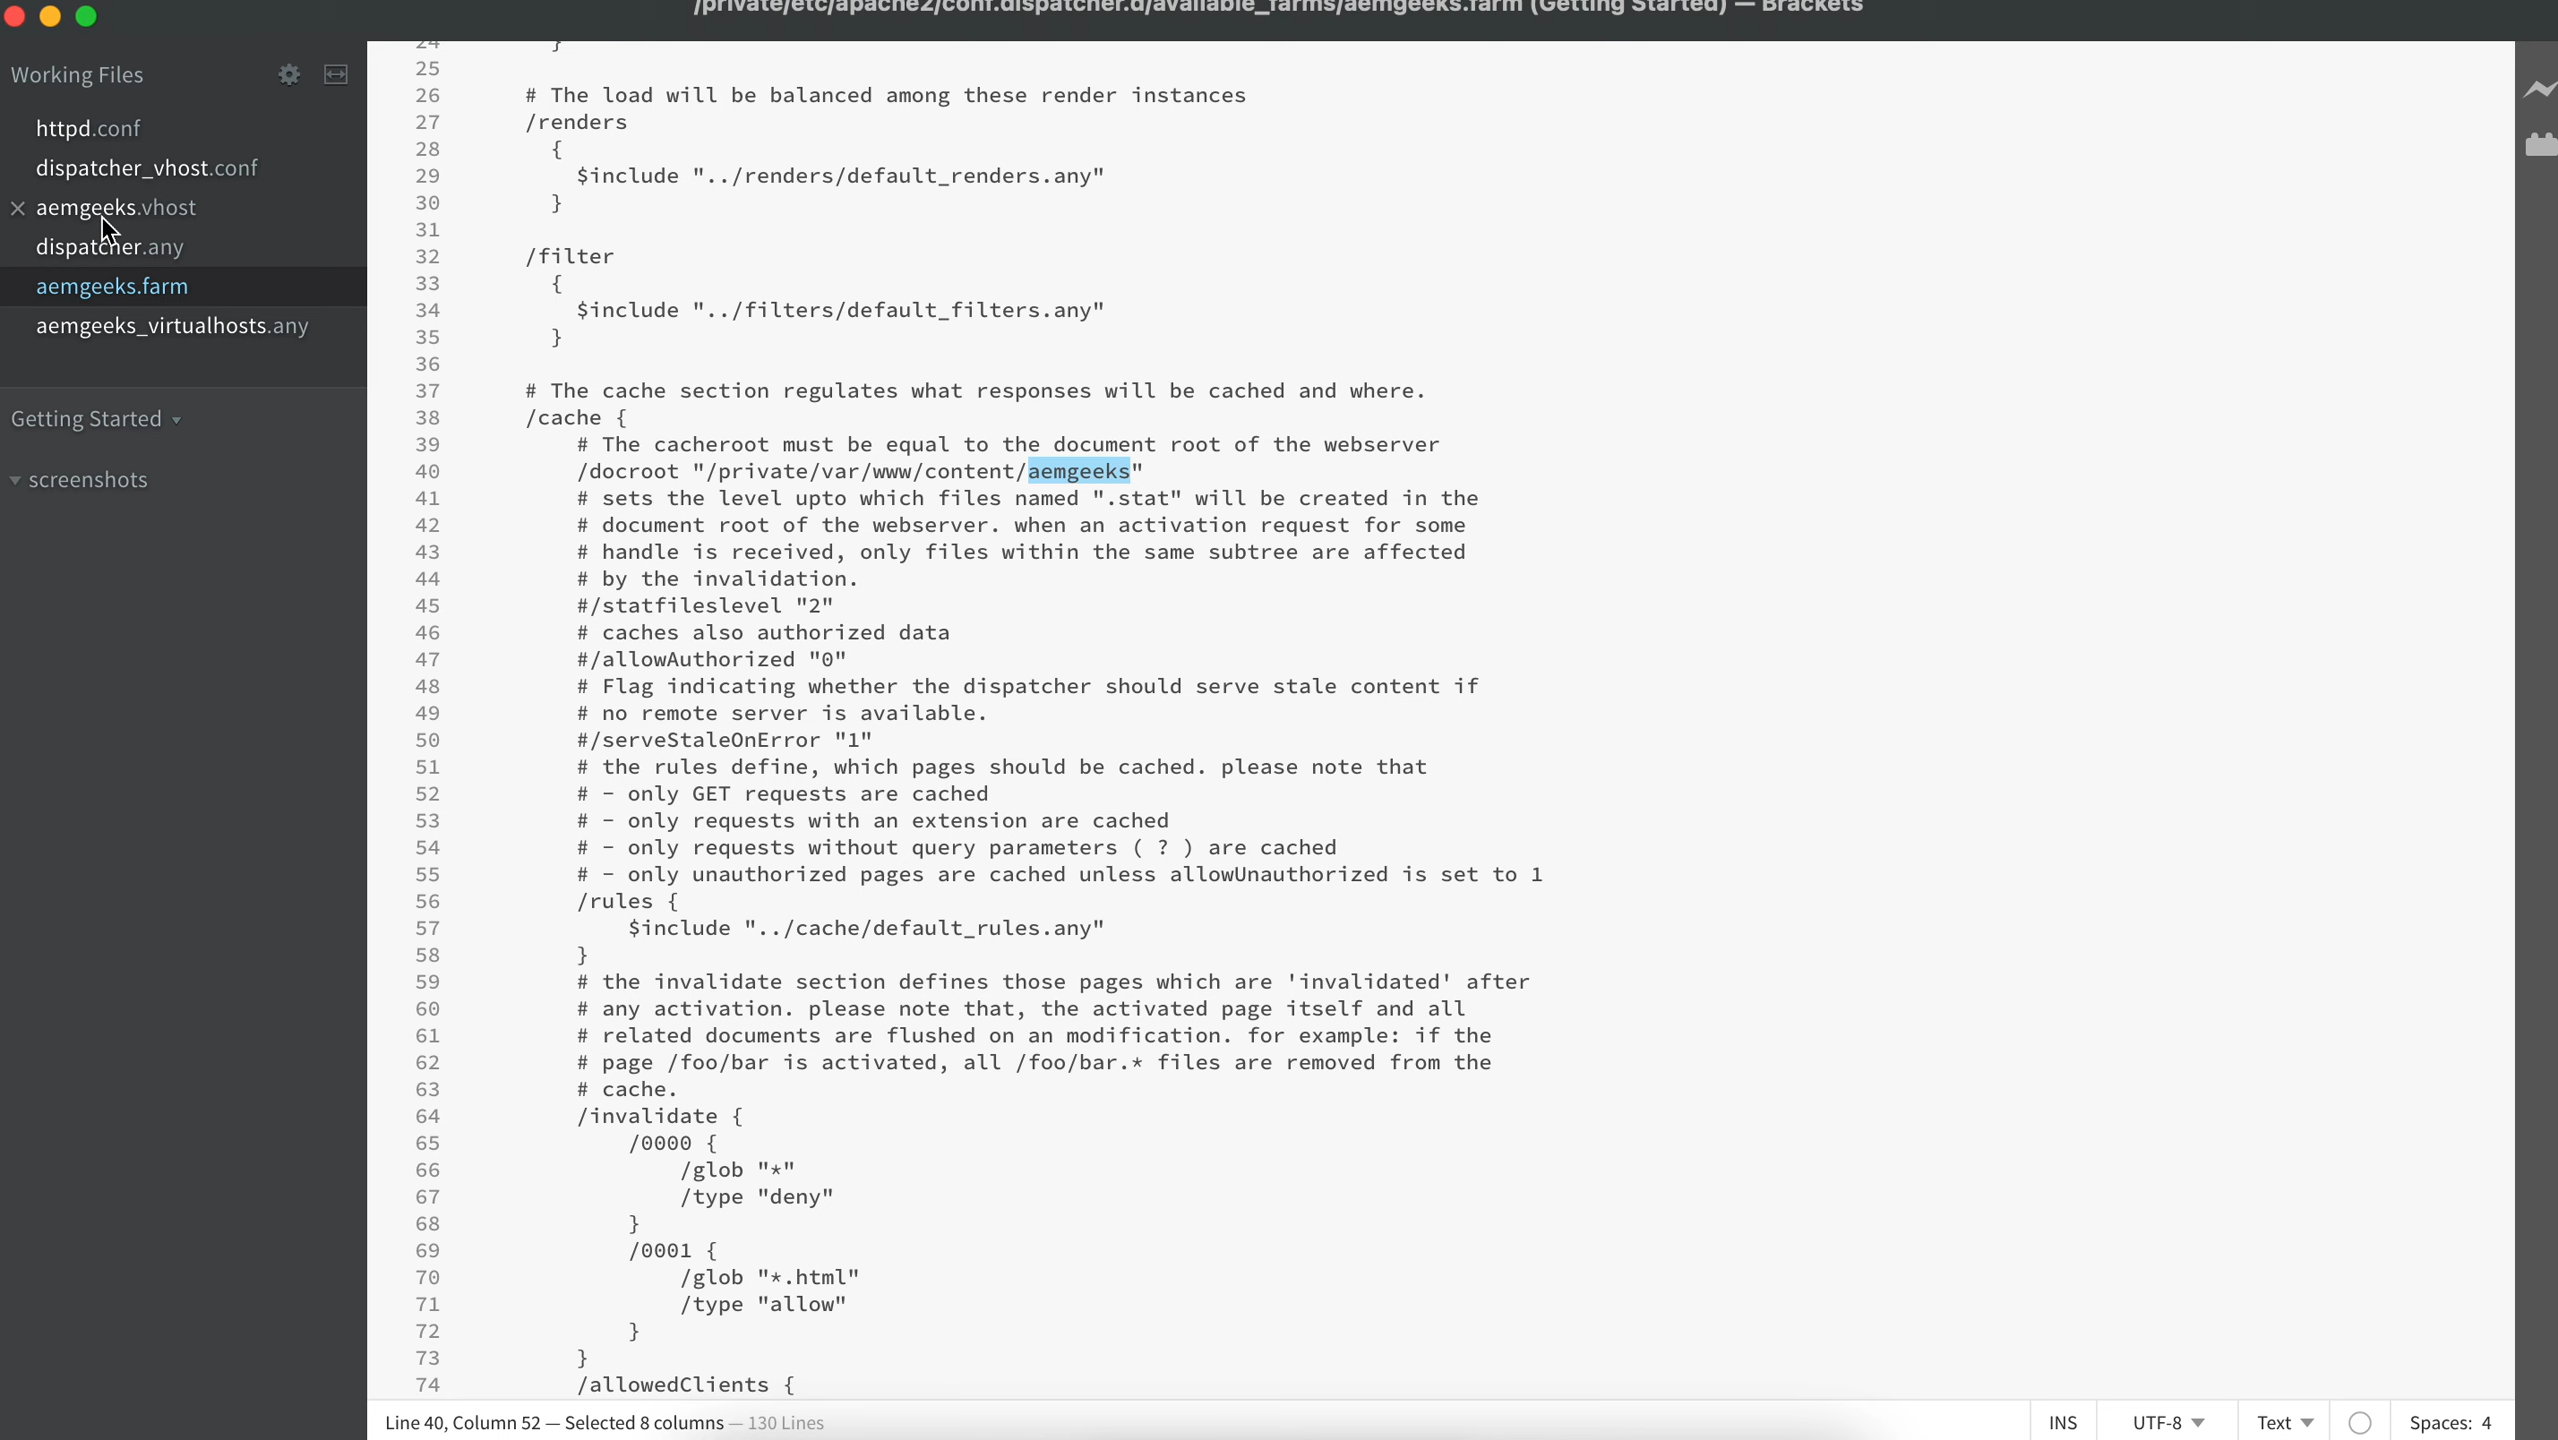 /private/etc/apache2/conf.dispatcher.d/available_farms/aemgeeks.farm (Getting Started) — Brackets
Working Files
httpd.conf
dispatcher_vhost.conf
aemgeeks.vhost
dispatcher.any
aemgeeks.farm
aemgeeks_virtualhosts.any
Getting Started
screenshots
24 }
25
26 # The load will be balanced among these render instances
27 /renders
28 {
29 $include "../renders/default_renders.any"
30 }
31
32 /filter
33 {
34 $include "../filters/default_filters.any"
35 }
36
37 # The cache section regulates what responses will be cached and where.
38 /cache {
39 # The cacheroot must be equal to the document root of the webserver
40 /docroot "/private/var/www/content/aemgeeks"
41 # sets the level upto which files named ".stat" will be created in the
42 # document root of the webserver. when an activation request for some
43 # handle is received, only files within the same subtree are affected
44 # by the invalidation.
45 #/statfileslevel "2"
46 # caches also authorized data
47 #/allowAuthorized "0"
48 # Flag indicating whether the dispatcher should serve stale content if
49 # no remote server is available.
50 #/serveStaleOnError "1"
51 # the rules define, which pages should be cached. please note that
52 # - only GET requests are cached
53 # - only requests with an extension are cached
54 # - only requests without query parameters ( ? ) are cached
55 # - only unauthorized pages are cached unless allowUnauthorized is set to 1
56 /rules {
57 $include "../cache/default_rules.any"
58 }
59 # the invalidate section defines those pages which are 'invalidated' after
60 # any activation. please note that, the activated page itself and all
61 # related documents are flushed on an modification. for example: if the
62 # page /foo/bar is activated, all /foo/bar.* files are removed from the
63 # cache.
64 /invalidate {
65 /0000 {
66 /glob "*"
67 /type "deny"
68 }
69 /0001 {
70 /glob "*.html"
71 /type "allow"
72 }
73 }
74 /allowedClients {
Line 40, Column 52 — Selected 8 columns — 130 Lines
INS UTF-8 Text Spaces: 4